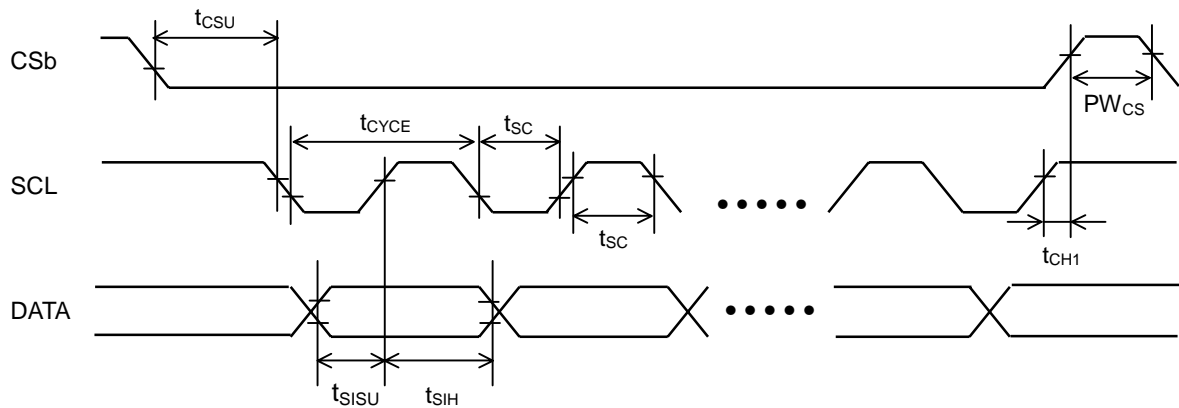 tCSU
CSb
PWCS
tCYCE
tSC
SCL
tSC
tCH1
DATA
tSISU
tSIH